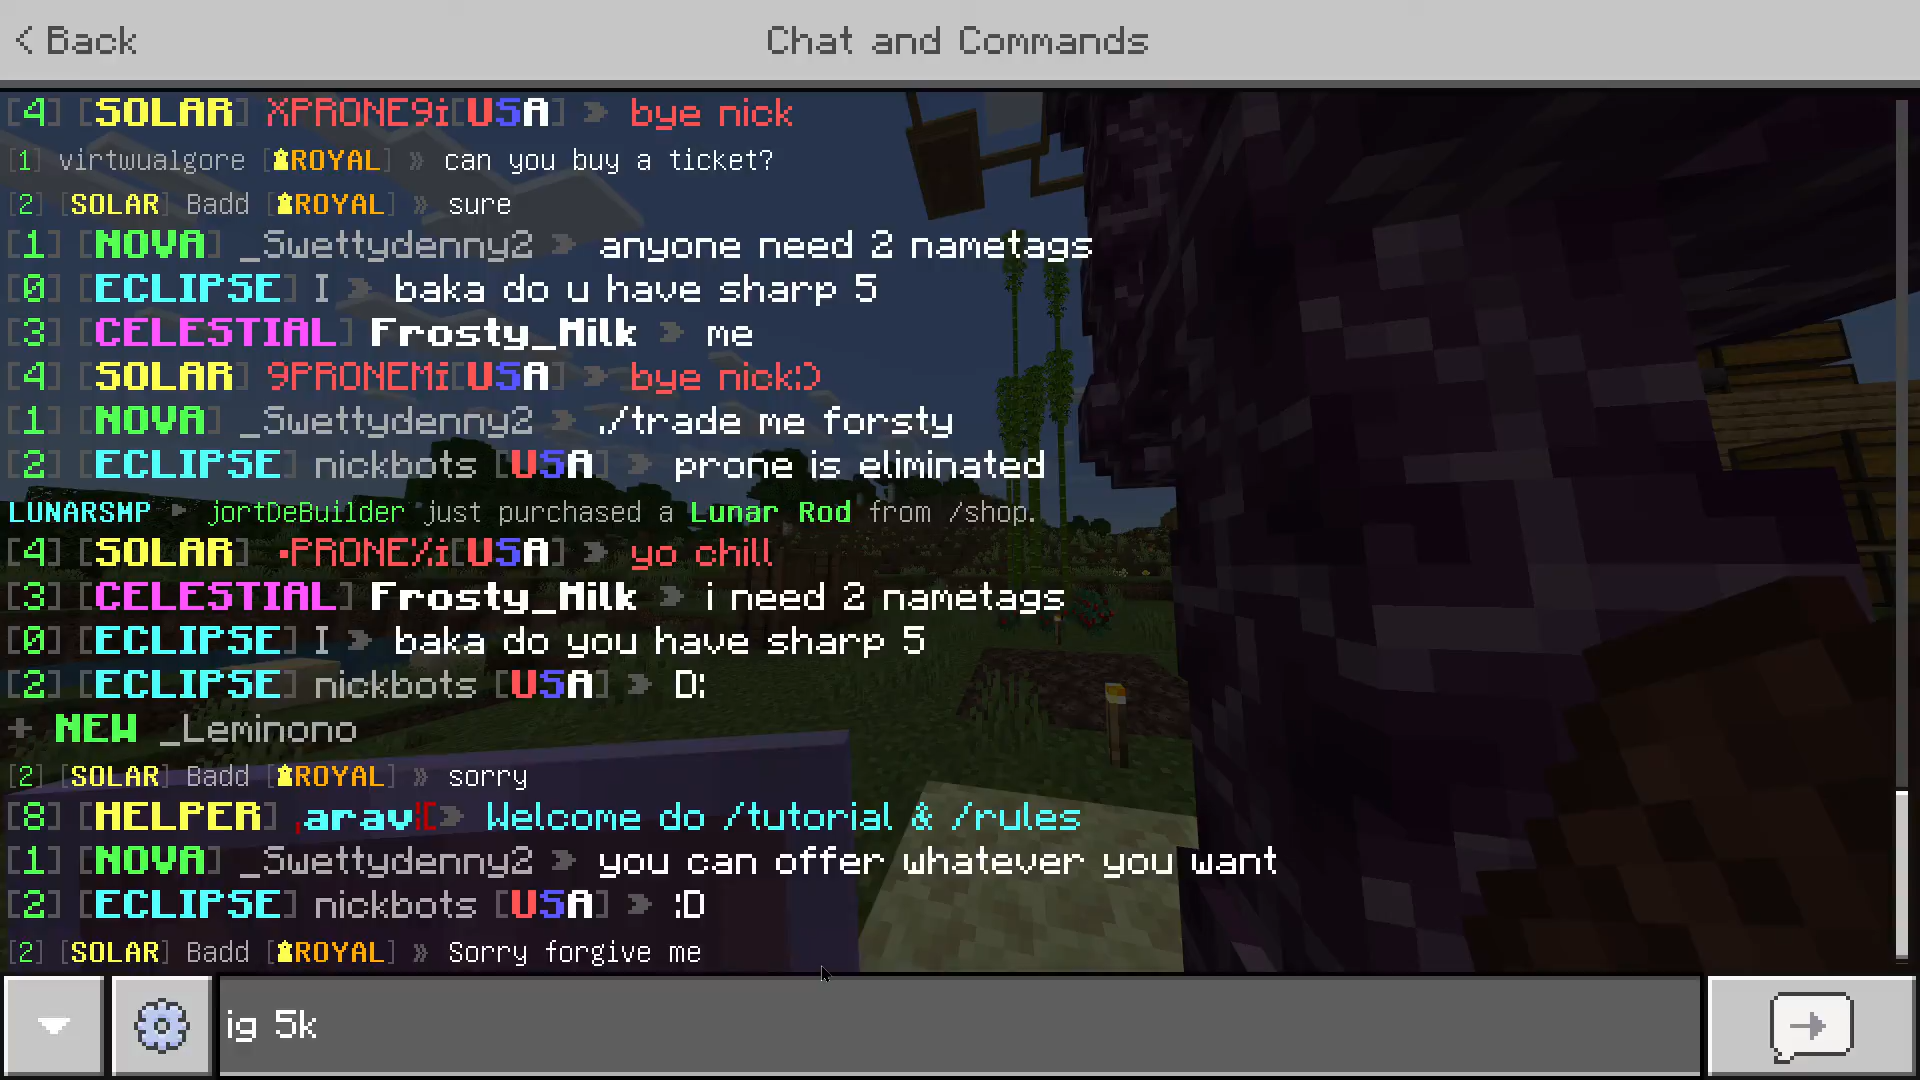 < Back
Chat and Commands
[4] [SOLAR] XPRONE9i[USA] » bye nick
[1] virtwualgore [ROYAL] » can you buy a ticket?
[2] [SOLAR] Badd [ROYAL] » sure
[1] [NOVA] _Swettydenny2 » anyone need 2 nametags
[0] [ECLIPSE] I » baka do u have sharp 5
[3] [CELESTIAL] Frosty_Milk » me
[4] [SOLAR] 9PRONEMi[USA] » bye nick:)
[1] [NOVA] _Swettydenny2 » ./trade me forsty
[2] [ECLIPSE] nickbots [USA] » prone is eliminated
LUNARSMP ▸ jortDeBuilder just purchased a Lunar Rod from /shop.
[4] [SOLAR] •PRONE%i[USA] » yo chill
[3] [CELESTIAL] Frosty_Milk » i need 2 nametags
[0] [ECLIPSE] I » baka do you have sharp 5
[2] [ECLIPSE] nickbots [USA] » D:
+ NEW _Leminono
[2] [SOLAR] Badd [ROYAL] » sorry
[8] [HELPER] arav » Welcome do /tutorial & /rules
[1] [NOVA] _Swettydenny2 » you can offer whatever you want
[2] [ECLIPSE] nickbots [USA] » :D
[2] [SOLAR] Badd [ROYAL] » Sorry forgive me
ig 5k